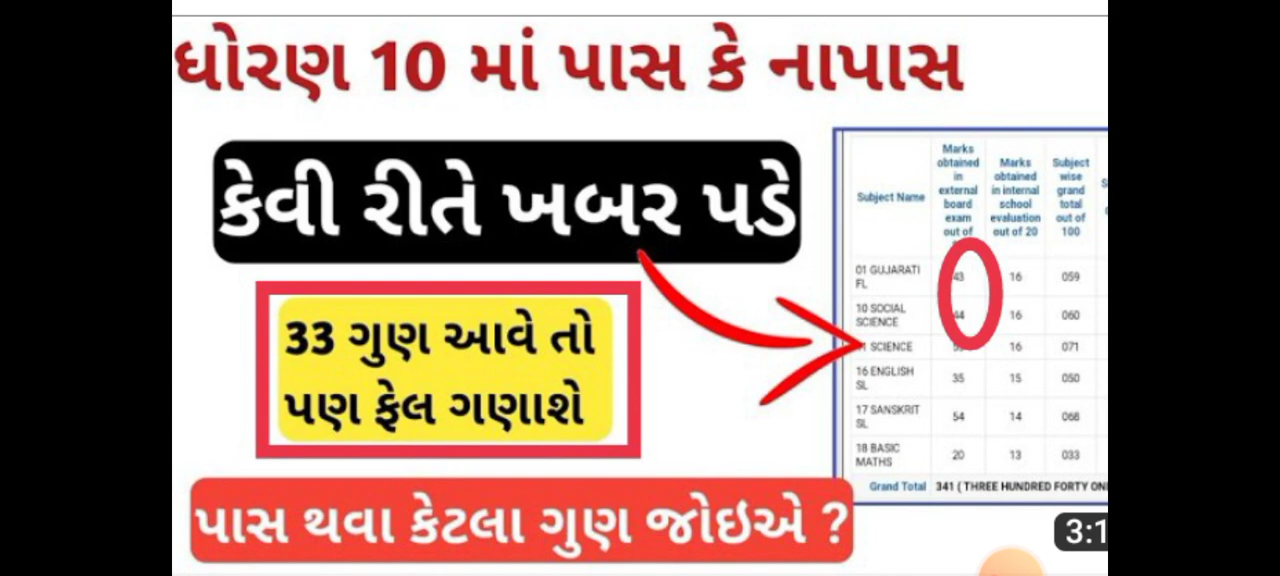 ધોરણ 10 માં પાસ કે નાપાસ
કેવી રીતે ખબર પડે
33 ગુણ આવે તો
પણ ફેલ ગણાશે
પાસ થવા કેટલા ગુણ જોઇએ ?
Subject Name
Marks
obtained
in
external
board
exam
out of
Marks
obtained
in internal
school
evaluation
out of 20
Subject
wise
grand
total
out of
100
01 GUJARATI
FL 43 16 059
10 SOCIAL
SCIENCE 44 16 060
SCIENCE 16 071
16 ENGLISH
SL 35 15 050
17 SANSKRIT
SL 54 14 068
18 BASIC
MATHS 20 13 033
Grand Total 341 ( THREE HUNDRED FORTY
3:1